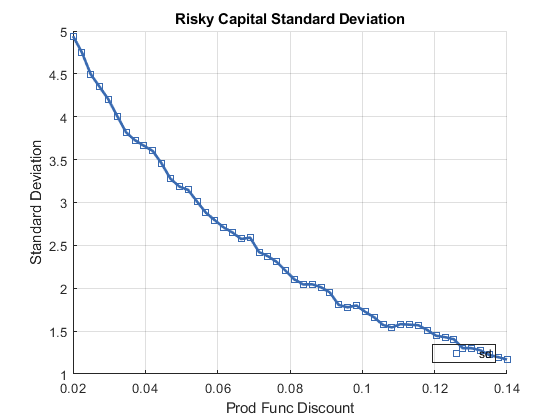 Risky Capital Standard Deviation
5
4.5
4
3.5
3
2.5
2
1.5
1
Standard Deviation
sd
0.02 0.04 0.06 0.08 0.1 0.12 0.14
Prod Func Discount